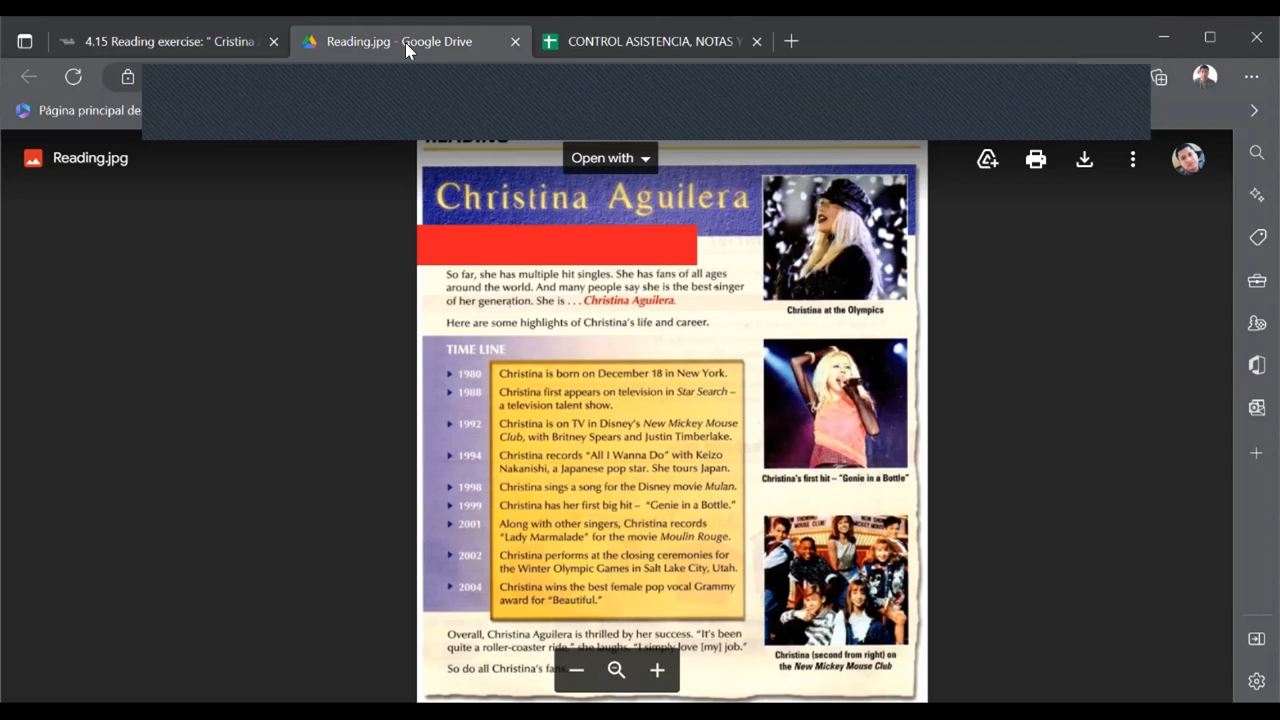 4.15 Reading exercise: " Cristina
Reading.jpg - Google Drive
CONTROL ASISTENCIA, NOTAS Y
Página principal de
Reading.jpg
Open with
READING
Christina Aguilera
So far, she has multiple hit singles. She has fans of all ages
around the world. And many people say she is the best singer
of her generation. She is . . . Christina Aguilera.
Here are some highlights of Christina's life and career.
Christina at the Olympics
TIME LINE
1980 Christina is born on December 18 in New York.
1988 Christina first appears on television in Star Search –
a television talent show.
1992 Christina is on TV in Disney's New Mickey Mouse
Club, with Britney Spears and Justin Timberlake.
1994 Christina records "All I Wanna Do" with Keizo
Nakanishi, a Japanese pop star. She tours Japan.
1998 Christina sings a song for the Disney movie Mulan.
1999 Christina has her first big hit – "Genie in a Bottle."
2001 Along with other singers, Christina records
"Lady Marmalade" for the movie Moulin Rouge.
2002 Christina performs at the closing ceremonies for
the Winter Olympic Games in Salt Lake City, Utah.
2004 Christina wins the best female pop vocal Grammy
award for "Beautiful."
Christina's first hit – "Genie in a Bottle"
Overall, Christina Aguilera is thrilled by her success. "It's been
quite a roller-coaster ride," she laughs. "I simply love [my] job."
So do all Christina's fans
Christina (second from right) on
the New Mickey Mouse Club